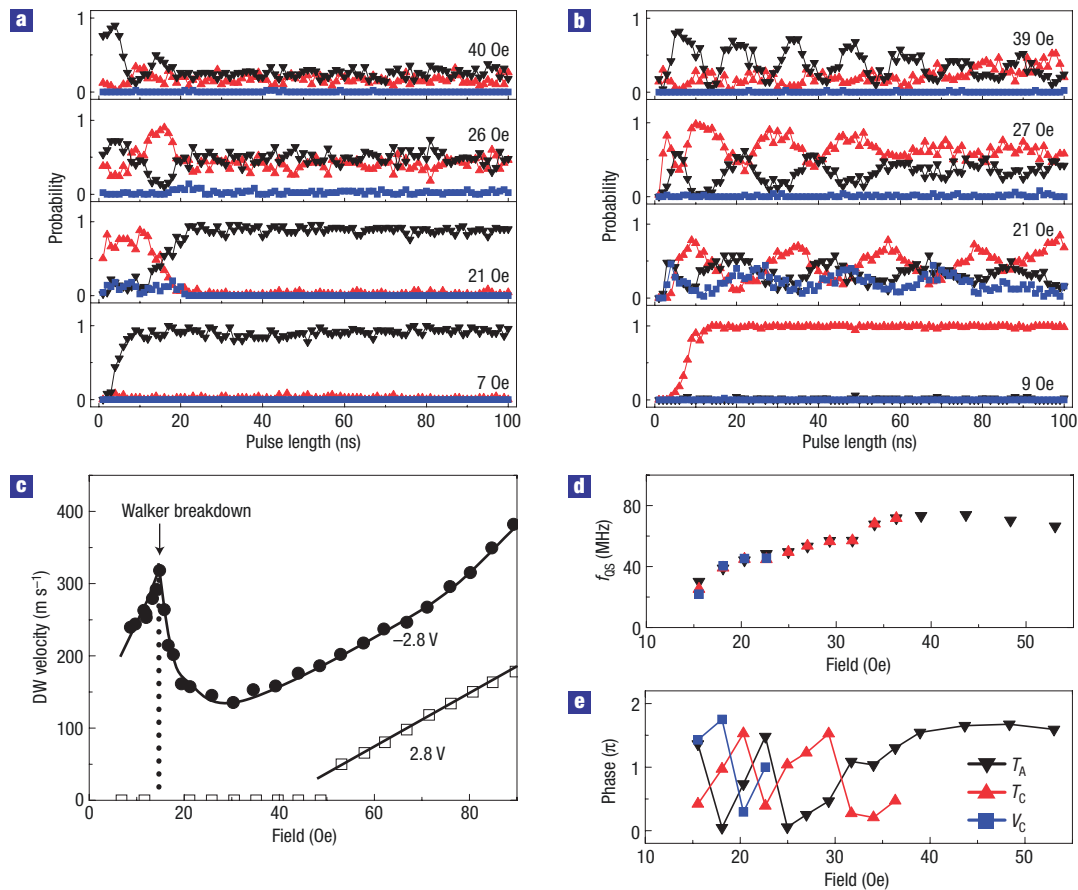 a
1
40 Oe
0
1
26 Oe
0
1
21 Oe
0
1
7 Oe
0
0 20 40 60 80 100
Pulse length (ns)
Probability
b
1
39 Oe
0
1
27 Oe
0
1
21 Oe
0
1
9 Oe
0
0 20 40 60 80 100
Pulse length (ns)
Probability
c
Walker breakdown
400
300
200
100
0
–2.8 V
2.8 V
0 20 40 60 80
Field (Oe)
DW velocity (m s⁻¹)
d
80
40
0
10 20 30 40 50
Field (Oe)
f_QS (MHz)
e
2
1
0
T_A
T_C
V_C
10 20 30 40 50
Field (Oe)
Phase (π)